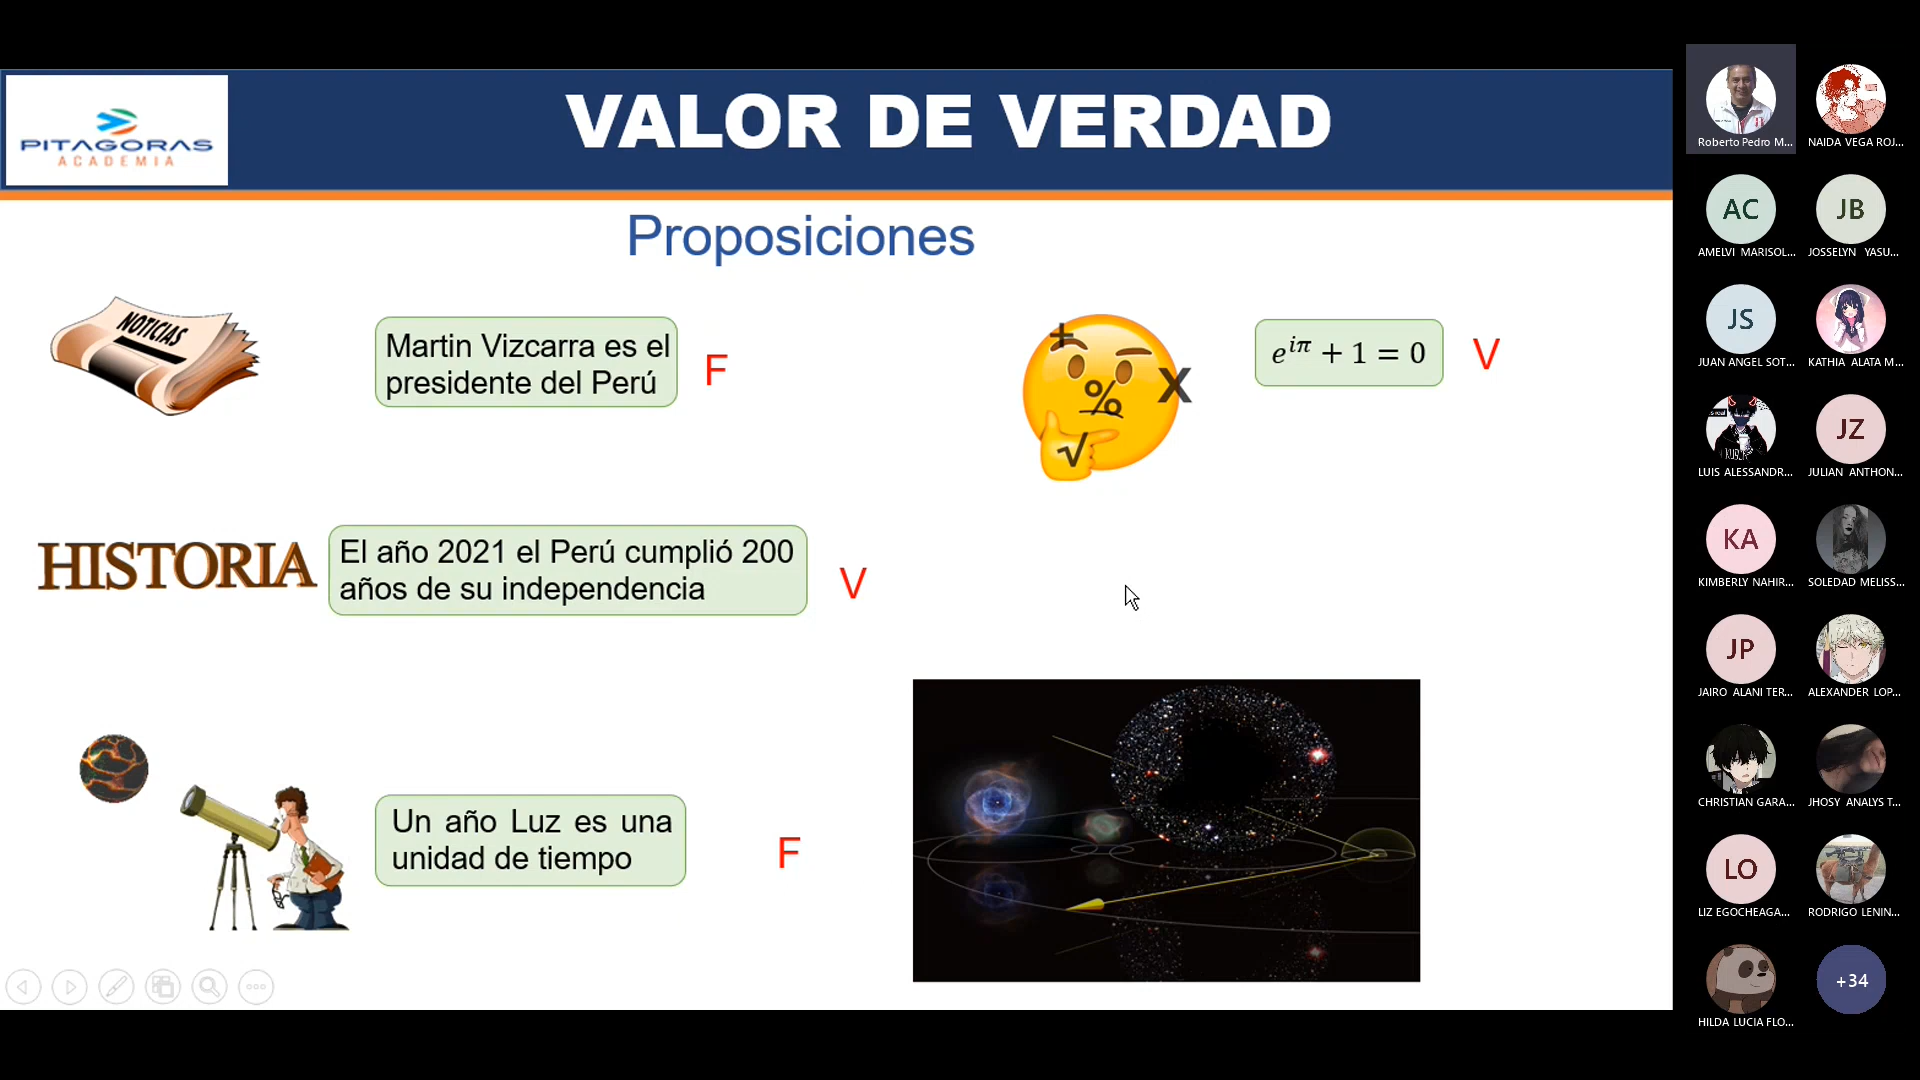 PITAGORAS
ACADEMIA
VALOR DE VERDAD
Proposiciones
NOTICIAS
Martin Vizcarra es el
presidente del Perú
F
+
%
X
√
e^{iπ} + 1 = 0
V
HISTORIA
El año 2021 el Perú cumplió 200
años de su independencia
V
Un año Luz es una
unidad de tiempo
F
Roberto Pedro M...
NAIDA VEGA ROJ...
AC
JB
AMELVI MARISOL...
JOSSELYN YASU...
JS
JUAN ANGEL SOT...
KATHIA ALATA M...
JZ
LUIS ALESSANDR...
JULIAN ANTHON...
KA
KIMBERLY NAHIR...
SOLEDAD MELISS...
JP
JAIRO ALANI TER...
ALEXANDER LOP...
CHRISTIAN GARA...
JHOSY ANALYS T...
LO
LIZ EGOCHEAGA...
RODRIGO LENIN...
+34
HILDA LUCIA FLO...